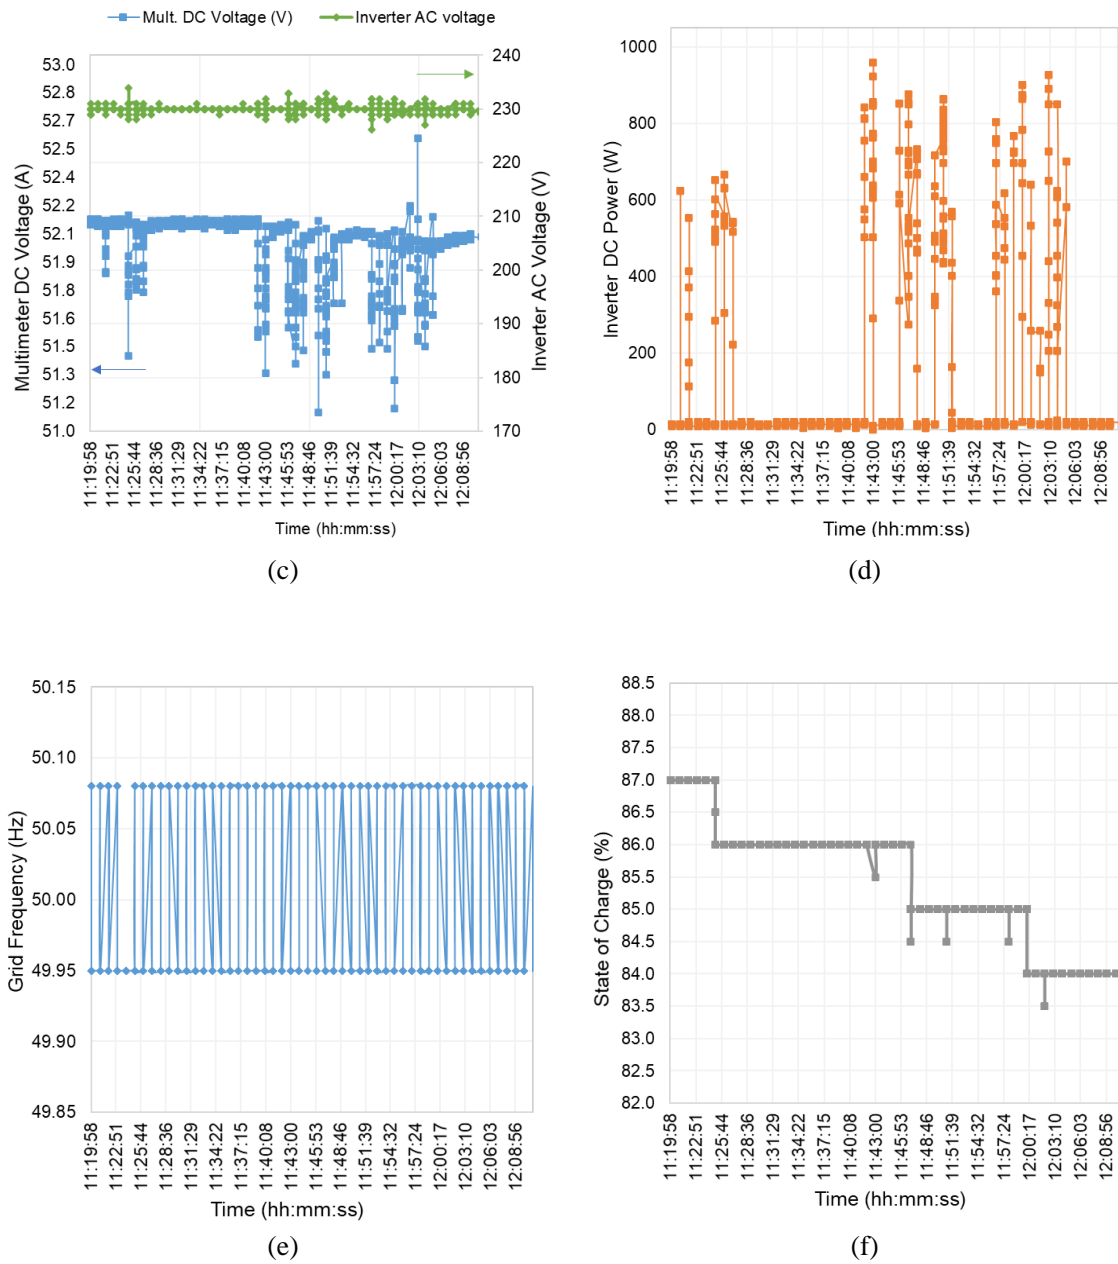 Mult. DC Voltage (V) Inverter AC voltage
Multimeter DC Voltage (A)
53.0
52.8
52.7
52.5
52.4
52.2
52.1
51.9
51.8
51.6
51.5
51.3
51.2
51.0
240
230
220
210
200
190
180
170
Inverter AC Voltage (V)
11:19:58 11:22:51 11:25:44 11:28:36 11:31:29 11:34:22 11:37:15 11:40:08 11:43:00 11:45:53 11:48:46 11:51:39 11:54:32 11:57:24 12:00:17 12:03:10 12:06:03 12:08:56
Time (hh:mm:ss)
(c)
Inverter DC Power (W)
1000
800
600
400
200
0
11:19:58 11:22:51 11:25:44 11:28:36 11:31:29 11:34:22 11:37:15 11:40:08 11:43:00 11:45:53 11:48:46 11:51:39 11:54:32 11:57:24 12:00:17 12:03:10 12:06:03 12:08:56
Time (hh:mm:ss)
(d)
Grid Frequency (Hz)
50.15
50.10
50.05
50.00
49.95
49.90
49.85
11:19:58 11:22:51 11:25:44 11:28:36 11:31:29 11:34:22 11:37:15 11:40:08 11:43:00 11:45:53 11:48:46 11:51:39 11:54:32 11:57:24 12:00:17 12:03:10 12:06:03 12:08:56
Time (hh:mm:ss)
(e)
State of Charge (%)
88.5
88.0
87.5
87.0
86.5
86.0
85.5
85.0
84.5
84.0
83.5
83.0
82.5
82.0
11:19:58 11:22:51 11:25:44 11:28:36 11:31:29 11:34:22 11:37:15 11:40:08 11:43:00 11:45:53 11:48:46 11:51:39 11:54:32 11:57:24 12:00:17 12:03:10 12:06:03 12:08:56
Time (hh:mm:ss)
(f)